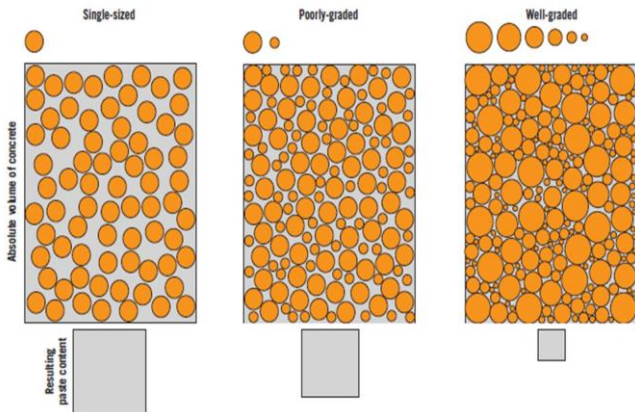 Single-sized
Poorly-graded
Well-graded
Absolute volume of concrete
Resulting
paste content